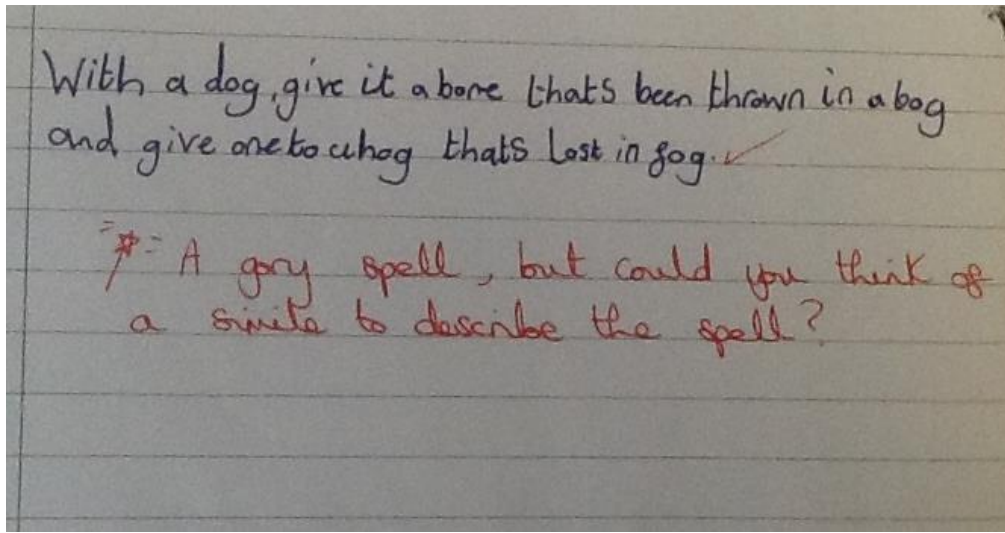 With a dog, give it a bone thats been thrown in a bog
and give one to a hog thats lost in fog.
A gory spell, but could you think of
a simile to describe the spell?